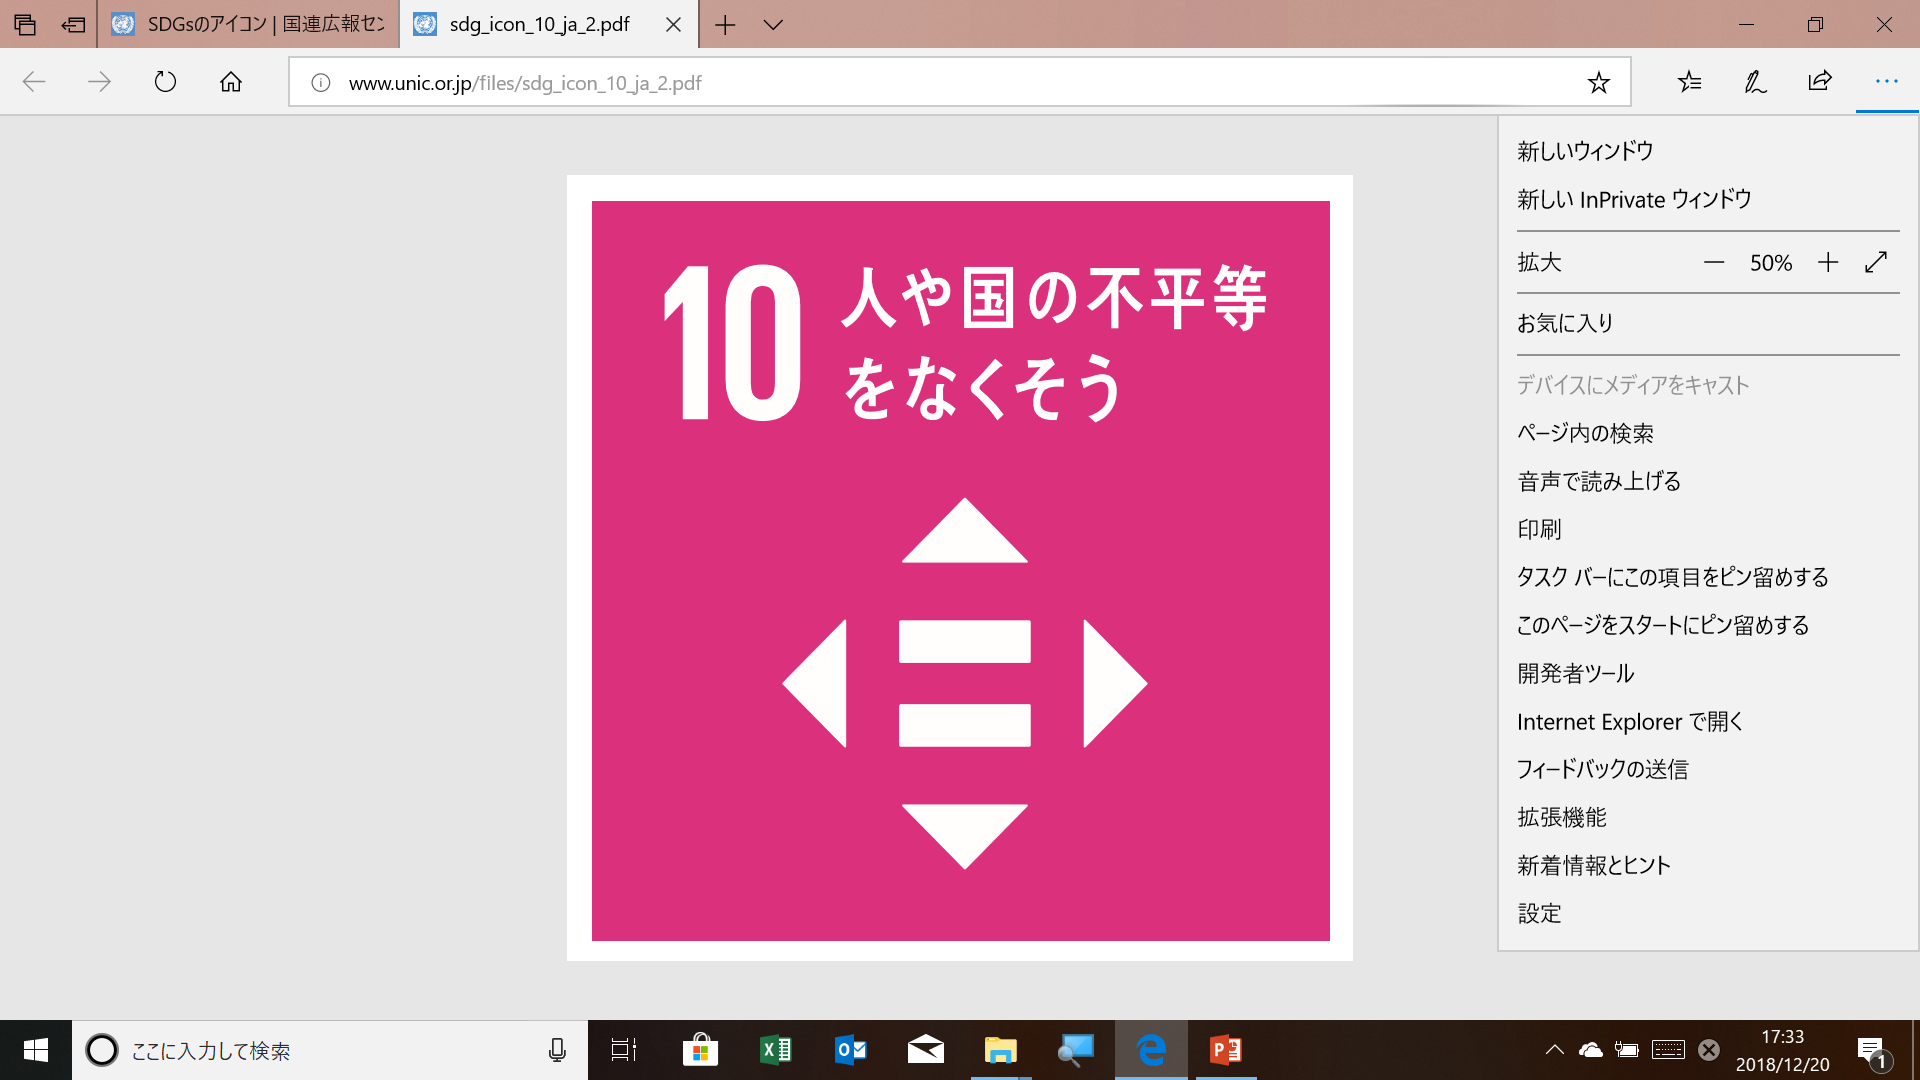 SDGsのアイコン | 国連広報セン
sdg_icon_10_ja_2.pdf
www.unic.or.jp/files/sdg_icon_10_ja_2.pdf
10
人や国の不平等
をなくそう
新しいウィンドウ
新しい InPrivate ウィンドウ
拡大
50%
お気に入り
デバイスにメディアをキャスト
ページ内の検索
音声で読み上げる
印刷
タスク バーにこの項目をピン留めする
このページをスタートにピン留めする
開発者ツール
Internet Explorer で開く
フィードバックの送信
拡張機能
新着情報とヒント
設定
ここに入力して検索
17:33
2018/12/20
1